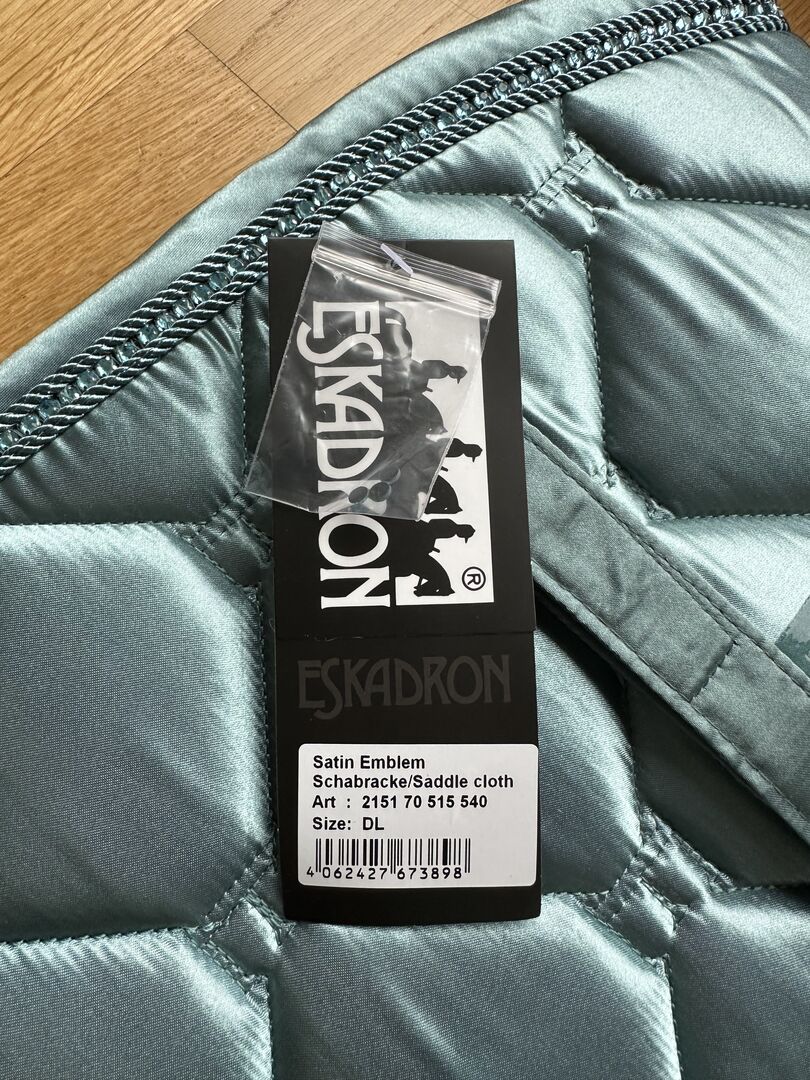 ESKADRON
®
ESKADRON
Satin Emblem
Schabracke/Saddle cloth
Art : 2151 70 515 540
Size: DL
4 062427 673898